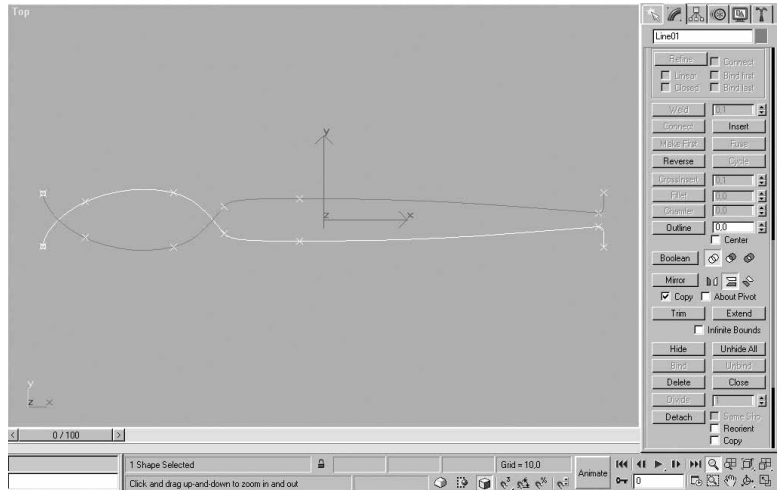 Top
Line01
Refine
Connect
Linear
Bind first
Closed
Bind last
Weld 0,1
Connect Insert
Make First Fuse
Reverse Cycle
CrossInsert 0,1
Fillet 0,0
Chamfer 0,0
Outline 0,0
Center
Boolean
Mirror
Copy About Pivot
Trim Extend
Infinite Bounds
Hide Unhide All
Bind Unbind
Delete Close
Divide 1
Detach Same Shp
Reorient
Copy
y
z x
y
z x
< 0 / 100 >
1 Shape Selected Grid = 10,0
Click and drag up-and-down to zoom in and out
Animate
0